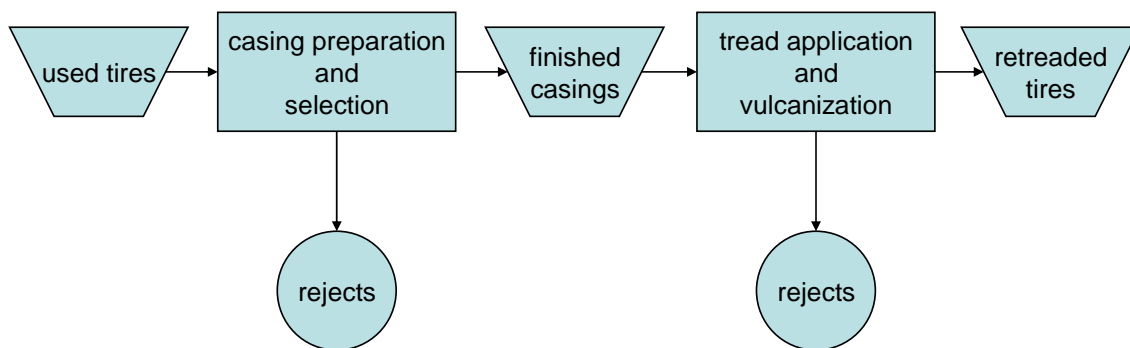 used tires
casing preparation
and
selection
finished
casings
tread application
and
vulcanization
retreaded
tires
rejects
rejects